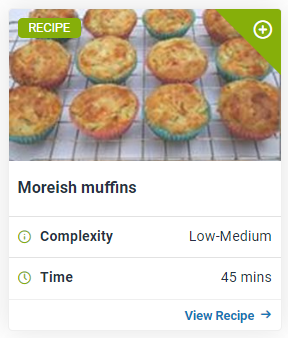 RECIPE
Moreish muffins
Complexity Low-Medium
Time 45 mins
View Recipe